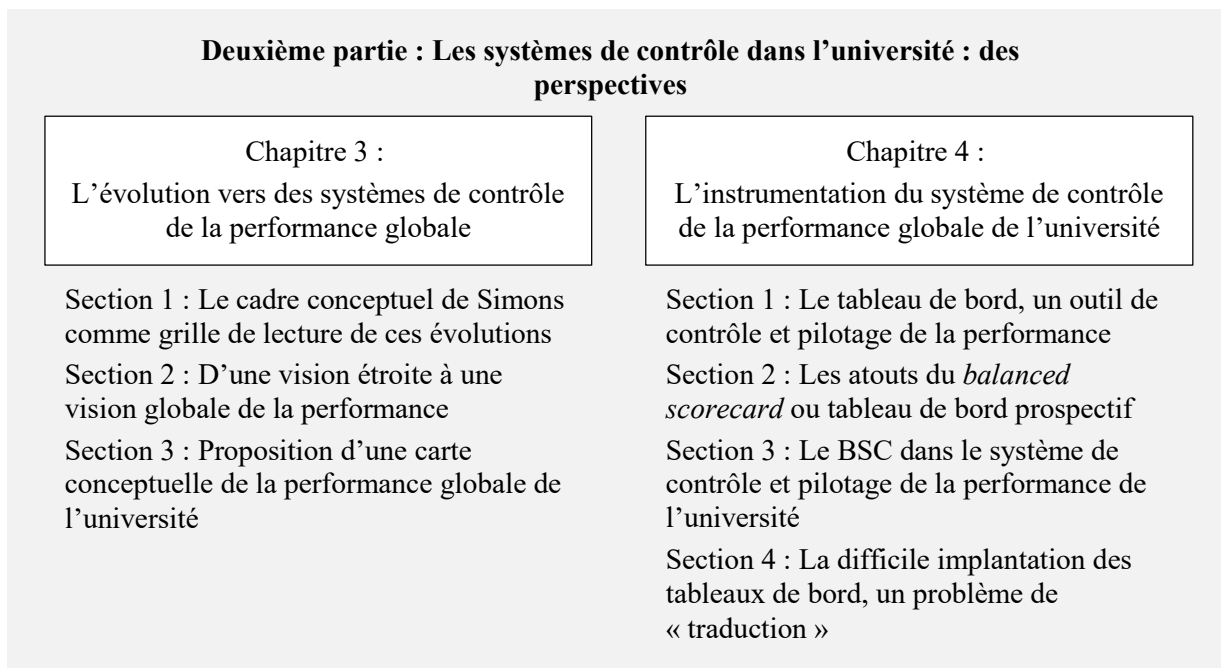 Deuxième partie : Les systèmes de contrôle dans l’université : des
perspectives
Chapitre 3 :
L’évolution vers des systèmes de contrôle
de la performance globale
Section 1 : Le cadre conceptuel de Simons
comme grille de lecture de ces évolutions
Section 2 : D’une vision étroite à une
vision globale de la performance
Section 3 : Proposition d’une carte
conceptuelle de la performance globale de
l’université
Chapitre 4 :
L’instrumentation du système de contrôle
de la performance globale de l’université
Section 1 : Le tableau de bord, un outil de
contrôle et pilotage de la performance
Section 2 : Les atouts du balanced
scorecard ou tableau de bord prospectif
Section 3 : Le BSC dans le système de
contrôle et pilotage de la performance de
l’université
Section 4 : La difficile implantation des
tableaux de bord, un problème de
« traduction »